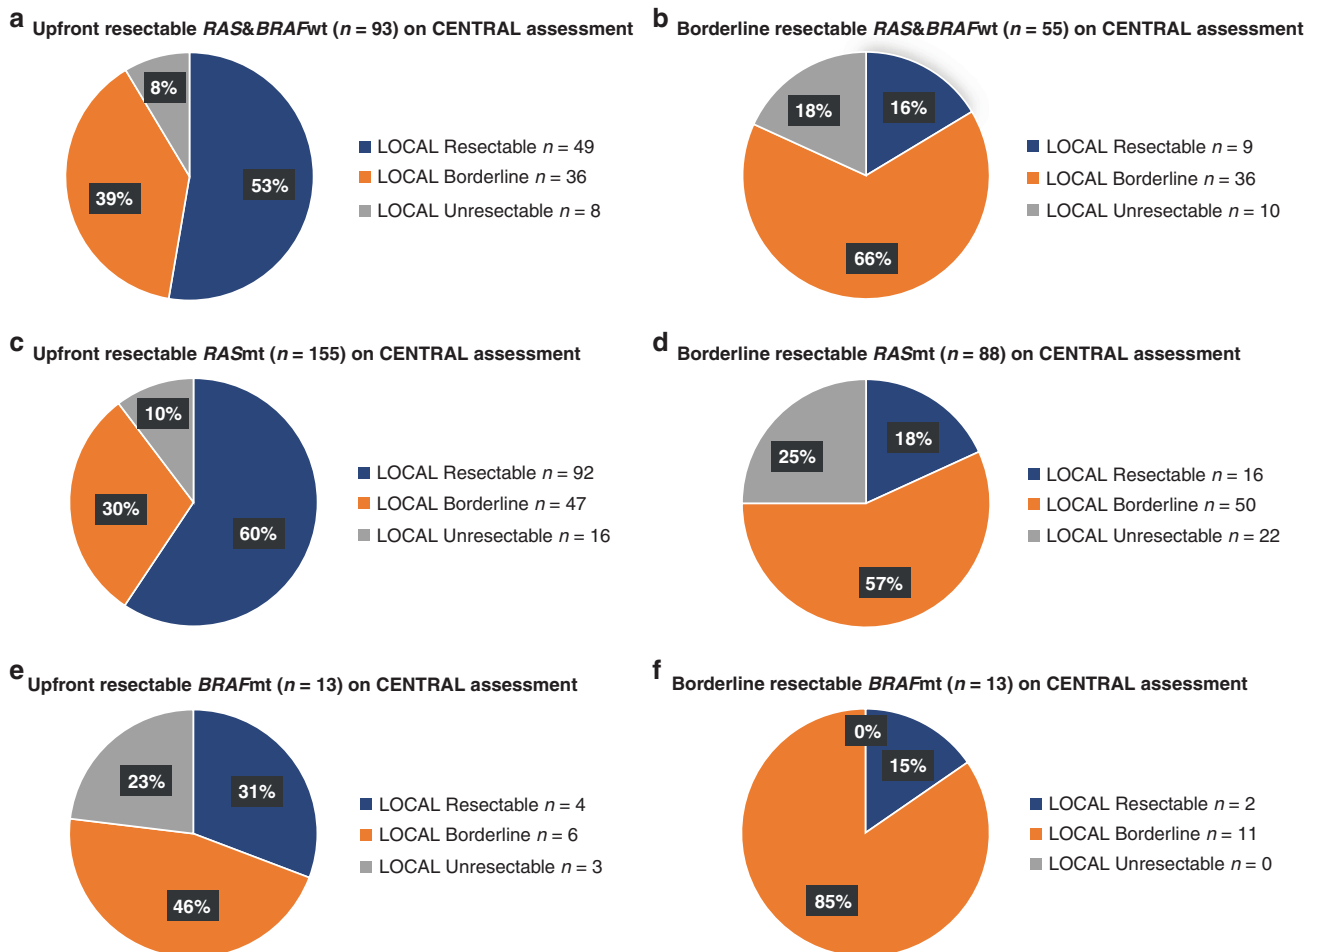 a Upfront resectable RAS&BRAFwt (n = 93) on CENTRAL assessment
8%
39%
53%
LOCAL Resectable n = 49
LOCAL Borderline n = 36
LOCAL Unresectable n = 8
b Borderline resectable RAS&BRAFwt (n = 55) on CENTRAL assessment
18%
16%
66%
LOCAL Resectable n = 9
LOCAL Borderline n = 36
LOCAL Unresectable n = 10
c Upfront resectable RASmt (n = 155) on CENTRAL assessment
10%
30%
60%
LOCAL Resectable n = 92
LOCAL Borderline n = 47
LOCAL Unresectable n = 16
d Borderline resectable RASmt (n = 88) on CENTRAL assessment
25%
18%
57%
LOCAL Resectable n = 16
LOCAL Borderline n = 50
LOCAL Unresectable n = 22
e Upfront resectable BRAFmt (n = 13) on CENTRAL assessment
23%
31%
46%
LOCAL Resectable n = 4
LOCAL Borderline n = 6
LOCAL Unresectable n = 3
f Borderline resectable BRAFmt (n = 13) on CENTRAL assessment
0%
15%
85%
LOCAL Resectable n = 2
LOCAL Borderline n = 11
LOCAL Unresectable n = 0